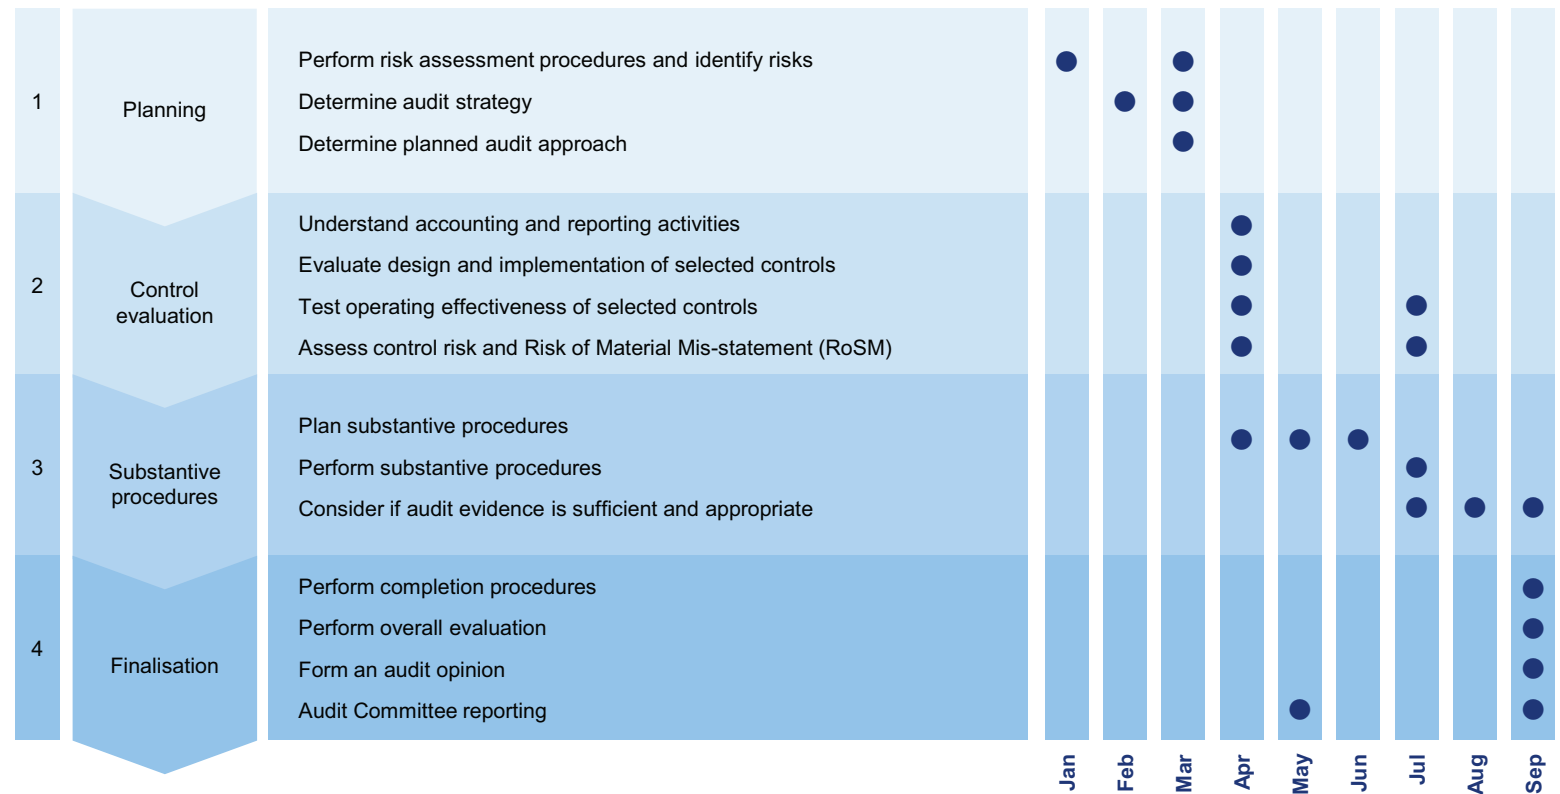 1
Planning
Perform risk assessment procedures and identify risks
Determine audit strategy
Determine planned audit approach
2
Control
evaluation
Understand accounting and reporting activities
Evaluate design and implementation of selected controls
Test operating effectiveness of selected controls
Assess control risk and Risk of Material Mis-statement (RoSM)
3
Substantive
procedures
Plan substantive procedures
Perform substantive procedures
Consider if audit evidence is sufficient and appropriate
4
Finalisation
Perform completion procedures
Perform overall evaluation
Form an audit opinion
Audit Committee reporting
Jan
Feb
Mar
Apr
May
Jun
Jul
Aug
Sep